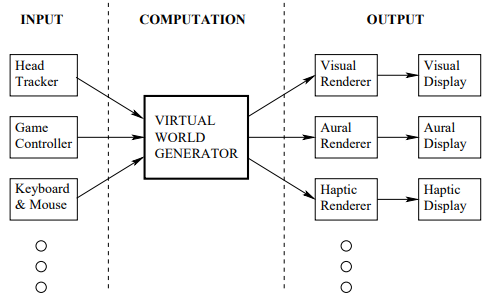 INPUT
COMPUTATION
OUTPUT
Head
Tracker
Game
Controller
Keyboard
& Mouse
VIRTUAL
WORLD
GENERATOR
Visual
Renderer
Visual
Display
Aural
Renderer
Aural
Display
Haptic
Renderer
Haptic
Display